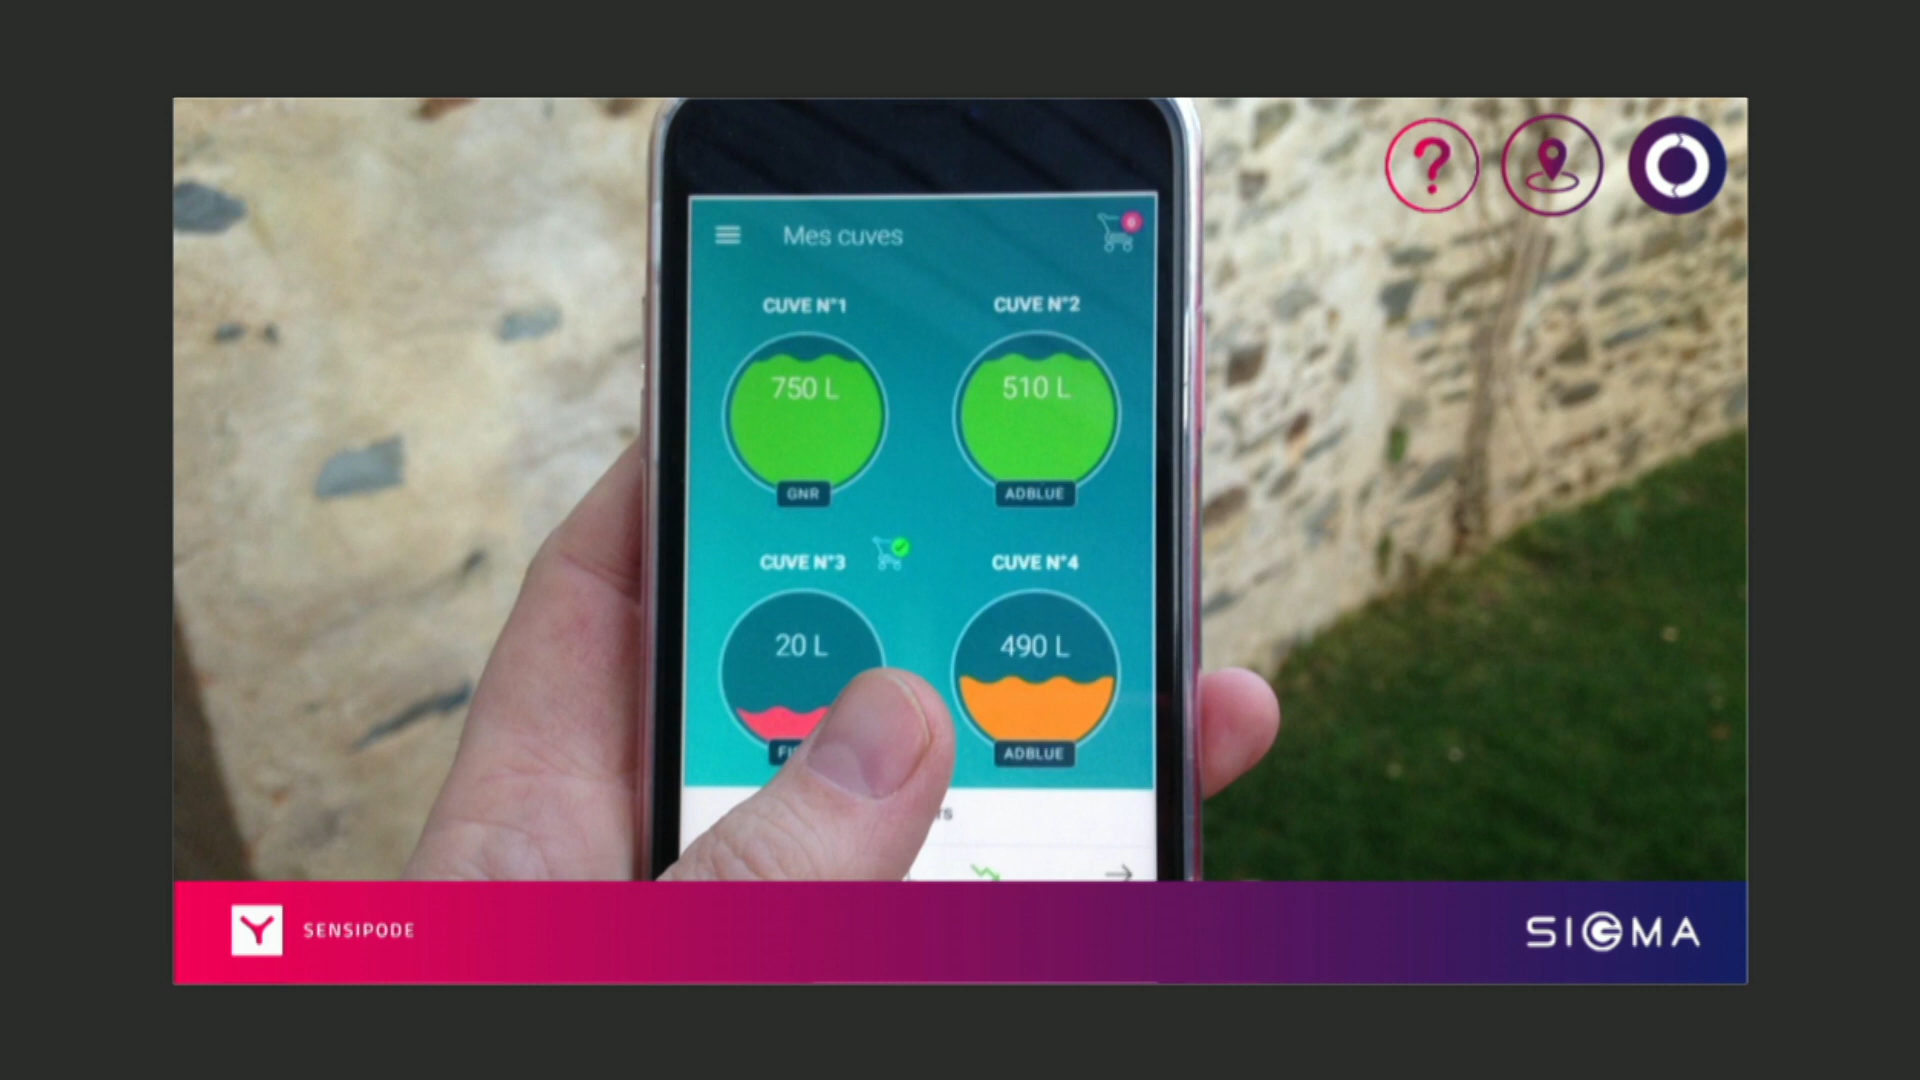 Mes cuves
CUVE N°1
CUVE N°2
750 L
510 L
GNR
ADBLUE
CUVE N°3
CUVE N°4
20 L
490 L
ADBLUE
SENSIPODE
SIGMA